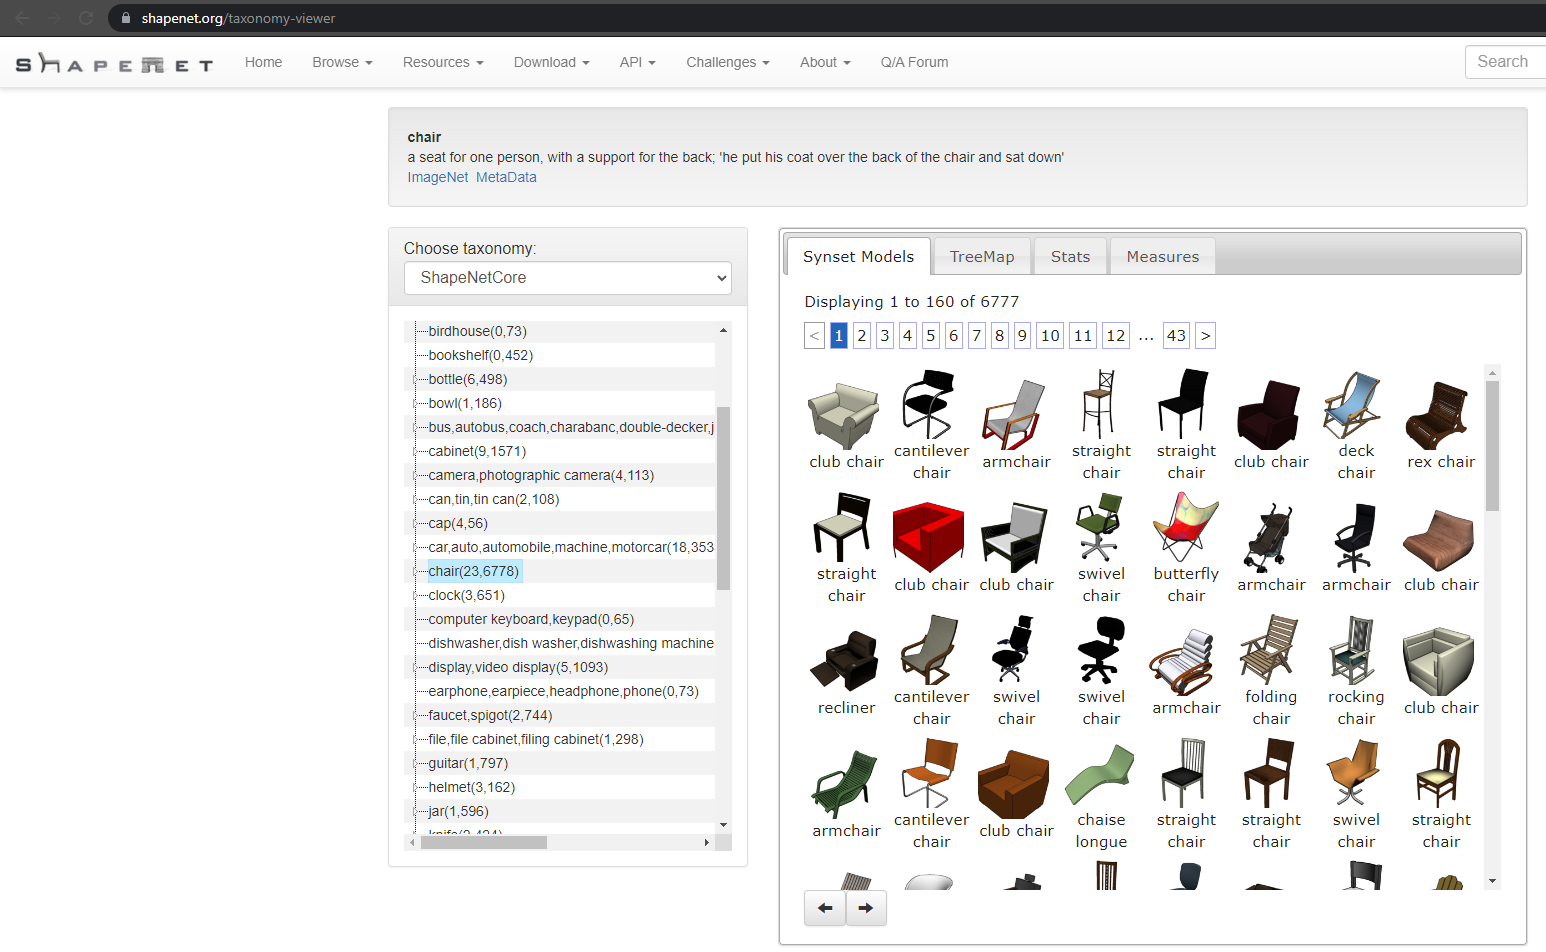 shapenet.org/taxonomy-viewer
SHAPENET Home Browse Resources Download API Challenges About Q/A Forum Search
chair
a seat for one person, with a support for the back; 'he put his coat over the back of the chair and sat down'
ImageNet MetaData
Choose taxonomy:
ShapeNetCore
birdhouse(0,73)
bookshelf(0,452)
bottle(6,498)
bowl(1,186)
bus,autobus,coach,charabanc,double-decker,j
cabinet(9,1571)
camera,photographic camera(4,113)
can,tin,tin can(2,108)
cap(4,56)
car,auto,automobile,machine,motorcar(18,353
chair(23,6778)
clock(3,651)
computer keyboard,keypad(0,65)
dishwasher,dish washer,dishwashing machine
display,video display(5,1093)
earphone,earpiece,headphone,phone(0,73)
faucet,spigot(2,744)
file,file cabinet,filing cabinet(1,298)
guitar(1,797)
helmet(3,162)
jar(1,596)
Synset Models TreeMap Stats Measures
Displaying 1 to 160 of 6777
< 1 2 3 4 5 6 7 8 9 10 11 12 ... 43 >
club chair
cantilever chair
armchair
straight chair
straight chair
club chair
deck chair
rex chair
straight chair
club chair
club chair
swivel chair
butterfly chair
armchair
armchair
club chair
recliner
cantilever chair
swivel chair
swivel chair
armchair
folding chair
rocking chair
club chair
armchair
cantilever chair
club chair
chaise longue
straight chair
straight chair
swivel chair
straight chair